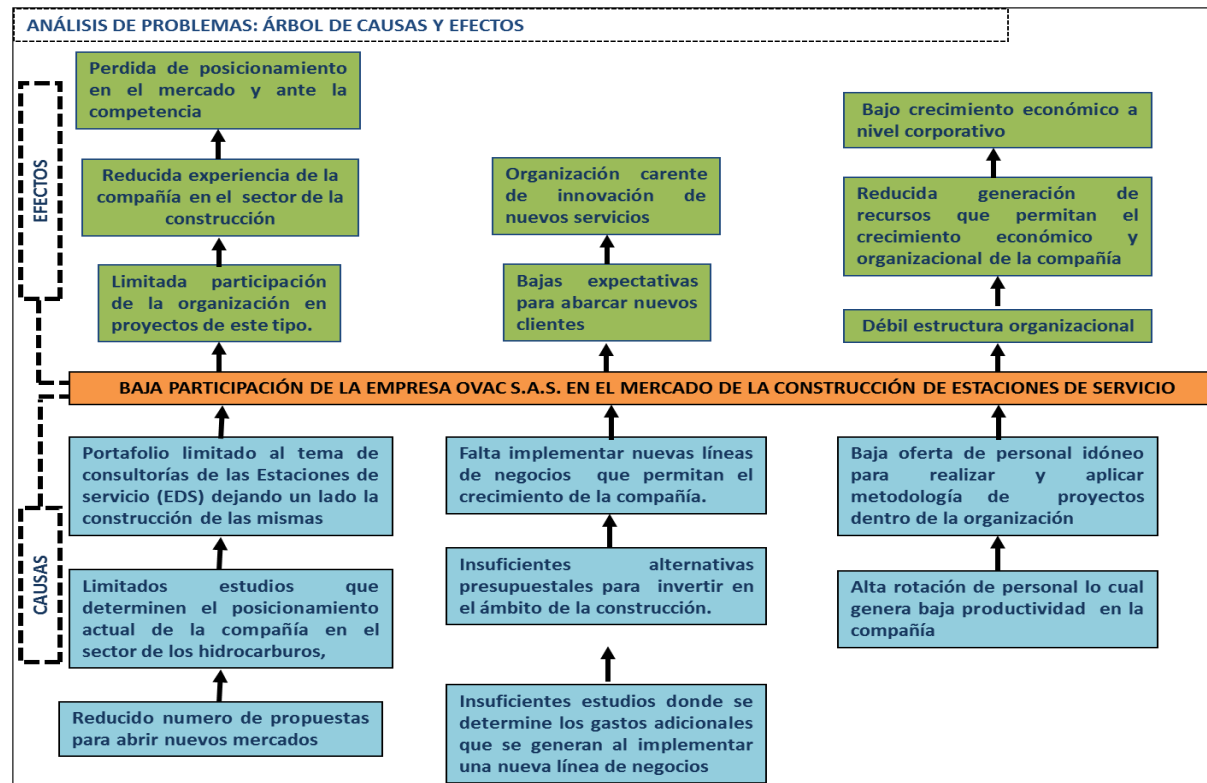 ANÁLISIS DE PROBLEMAS: ÁRBOL DE CAUSAS Y EFECTOS
EFECTOS
Perdida de posicionamiento
en el mercado y ante la
competencia
Reducida experiencia de la
compañía en el sector de la
construcción
Limitada participación
de la organización en
proyectos de este tipo.
Organización carente
de innovación de
nuevos servicios
Bajas expectativas
para abarcar nuevos
clientes
Bajo crecimiento económico a
nivel corporativo
Reducida generación de
recursos que permitan el
crecimiento económico y
organizacional de la compañía
Débil estructura organizacional
BAJA PARTICIPACIÓN DE LA EMPRESA OVAC S.A.S. EN EL MERCADO DE LA CONSTRUCCIÓN DE ESTACIONES DE SERVICIO
CAUSAS
Portafolio limitado al tema de
consultorías de las Estaciones de
servicio (EDS) dejando un lado la
construcción de las mismas
Limitados estudios que
determinen el posicionamiento
actual de la compañía en el
sector de los hidrocarburos,
Reducido numero de propuestas
para abrir nuevos mercados
Falta implementar nuevas líneas
de negocios que permitan el
crecimiento de la compañía.
Insuficientes alternativas
presupuestales para invertir en
el ámbito de la construcción.
Insuficientes estudios donde se
determine los gastos adicionales
que se generan al implementar
una nueva línea de negocios
Baja oferta de personal idóneo
para realizar y aplicar
metodología de proyectos
dentro de la organización
Alta rotación de personal lo cual
genera baja productividad en la
compañía